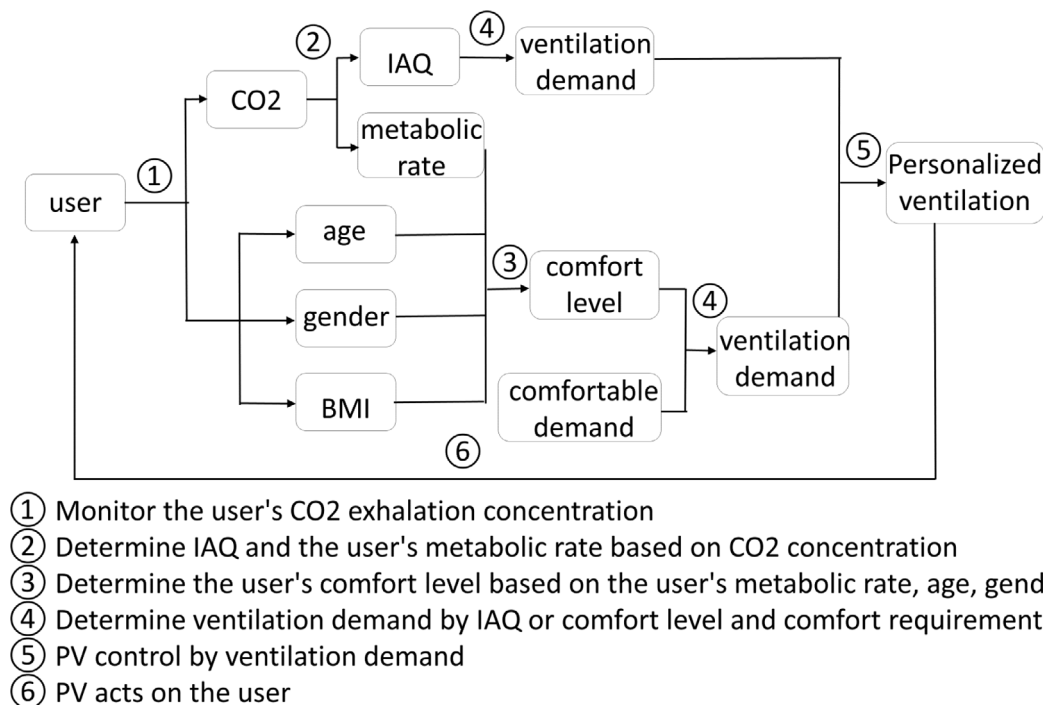 ②
④
IAQ
ventilation
demand
CO2
metabolic
rate
①
⑤
Personalized
ventilation
user
age
③
comfort
level
④
gender
ventilation
demand
BMI
comfortable
demand
⑥
① Monitor the user's CO2 exhalation concentration
② Determine IAQ and the user's metabolic rate based on CO2 concentration
③ Determine the user's comfort level based on the user's metabolic rate, age, gend
④ Determine ventilation demand by IAQ or comfort level and comfort requirement
⑤ PV control by ventilation demand
⑥ PV acts on the user